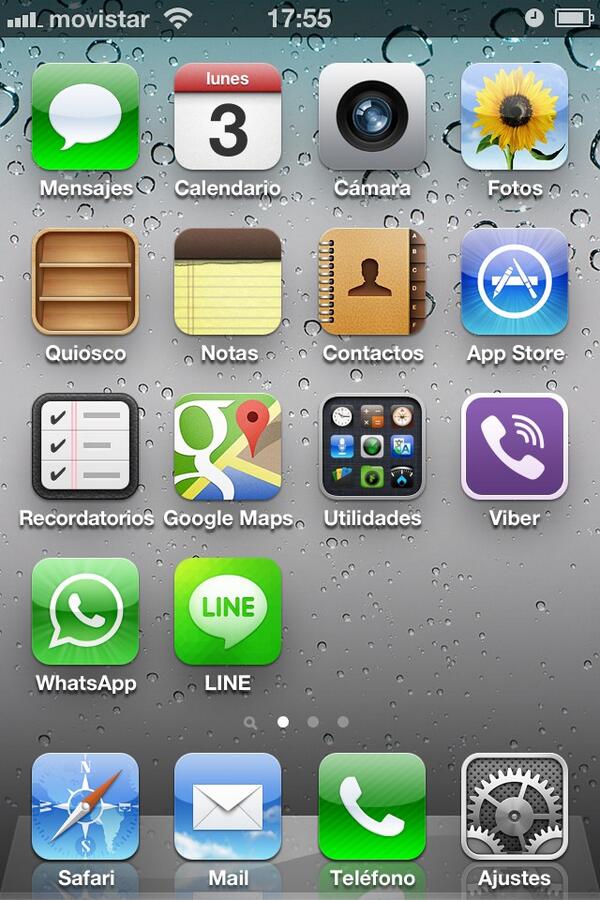 movistar 17:55
lunes
3
Mensajes Calendario Cámara Fotos
Quiosco Notas Contactos App Store
Recordatorios Google Maps Utilidades Viber
LINE
WhatsApp LINE
Safari Mail Teléfono Ajustes